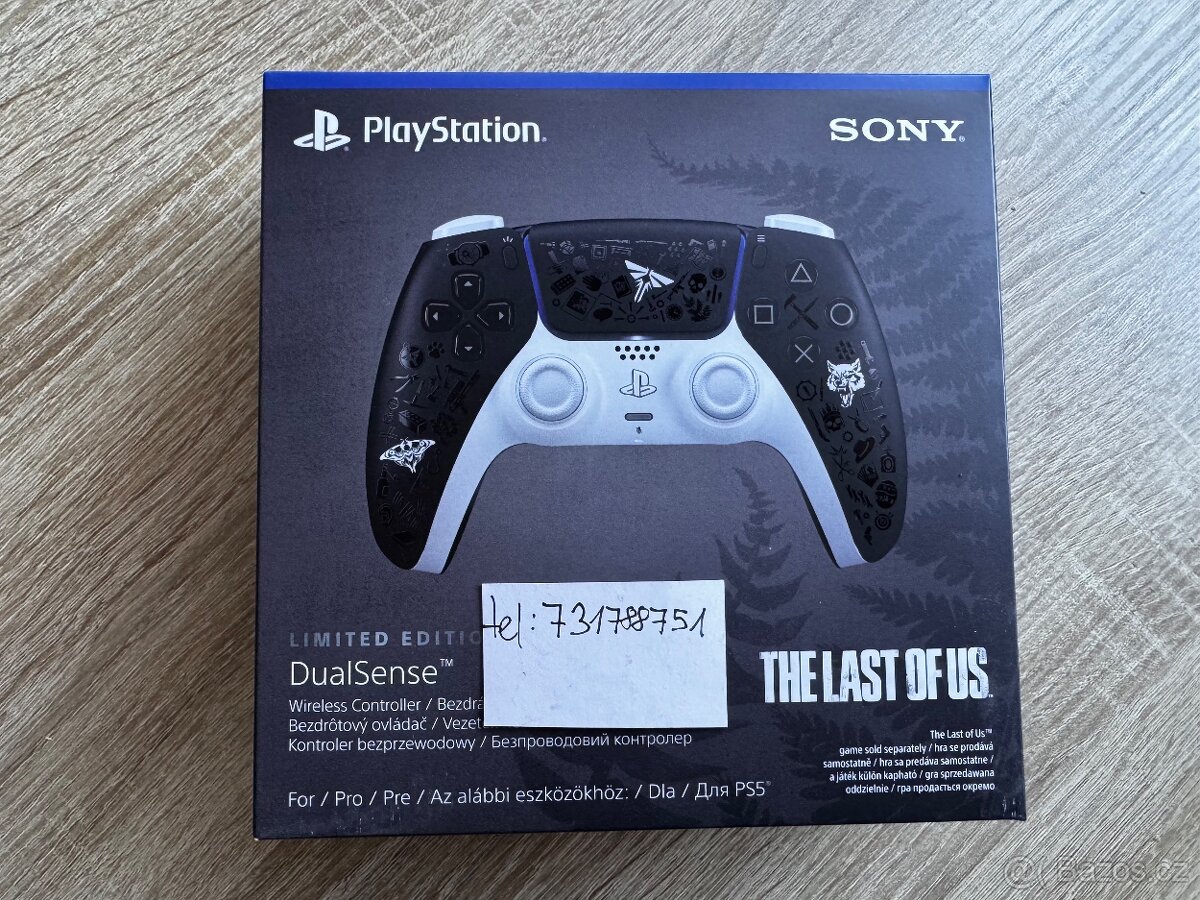 PlayStation®
SONY®
tel: 731788751
LIMITED EDITIO
DualSense™
Wireless Controller / Bezdrá
Bezdrôtový ovládač / Vezet
Kontroler bezprzewodowy / Безпроводовий контролер
For / Pro / Pre / Az alábbi eszközökhöz: / Dla / Для PS5®
THE LAST OF US
The Last of Us™
game sold separately / hra se prodává
samostatně / hra sa predáva samostatne /
a játék külön kapható / gra sprzedawana
oddzielnie / гра продається окремо
Bazos.cz